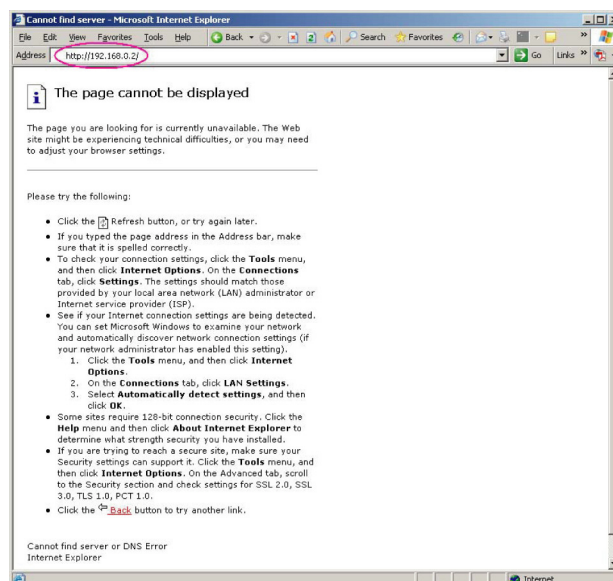 Cannot find server - Microsoft Internet Explorer
File Edit View Favorites Tools Help Back Search Favorites »
Address http://192.168.0.2/ Go Links »
The page cannot be displayed
The page you are looking for is currently unavailable. The Web
site might be experiencing technical difficulties, or you may need
to adjust your browser settings.
Please try the following:
• Click the Refresh button, or try again later.
• If you typed the page address in the Address bar, make
sure that it is spelled correctly.
• To check your connection settings, click the Tools menu,
and then click Internet Options. On the Connections
tab, click Settings. The settings should match those
provided by your local area network (LAN) administrator or
Internet service provider (ISP).
• See if your Internet connection settings are being detected.
You can set Microsoft Windows to examine your network
and automatically discover network connection settings (if
your network administrator has enabled this setting).
1. Click the Tools menu, and then click Internet
Options.
2. On the Connections tab, click LAN Settings.
3. Select Automatically detect settings, and then
click OK.
• Some sites require 128-bit connection security. Click the
Help menu and then click About Internet Explorer to
determine what strength security you have installed.
• If you are trying to reach a secure site, make sure your
Security settings can support it. Click the Tools menu, and
then click Internet Options. On the Advanced tab, scroll
to the Security section and check settings for SSL 2.0, SSL
3.0, TLS 1.0, PCT 1.0.
• Click the Back button to try another link.
Cannot find server or DNS Error
Internet Explorer
Internet